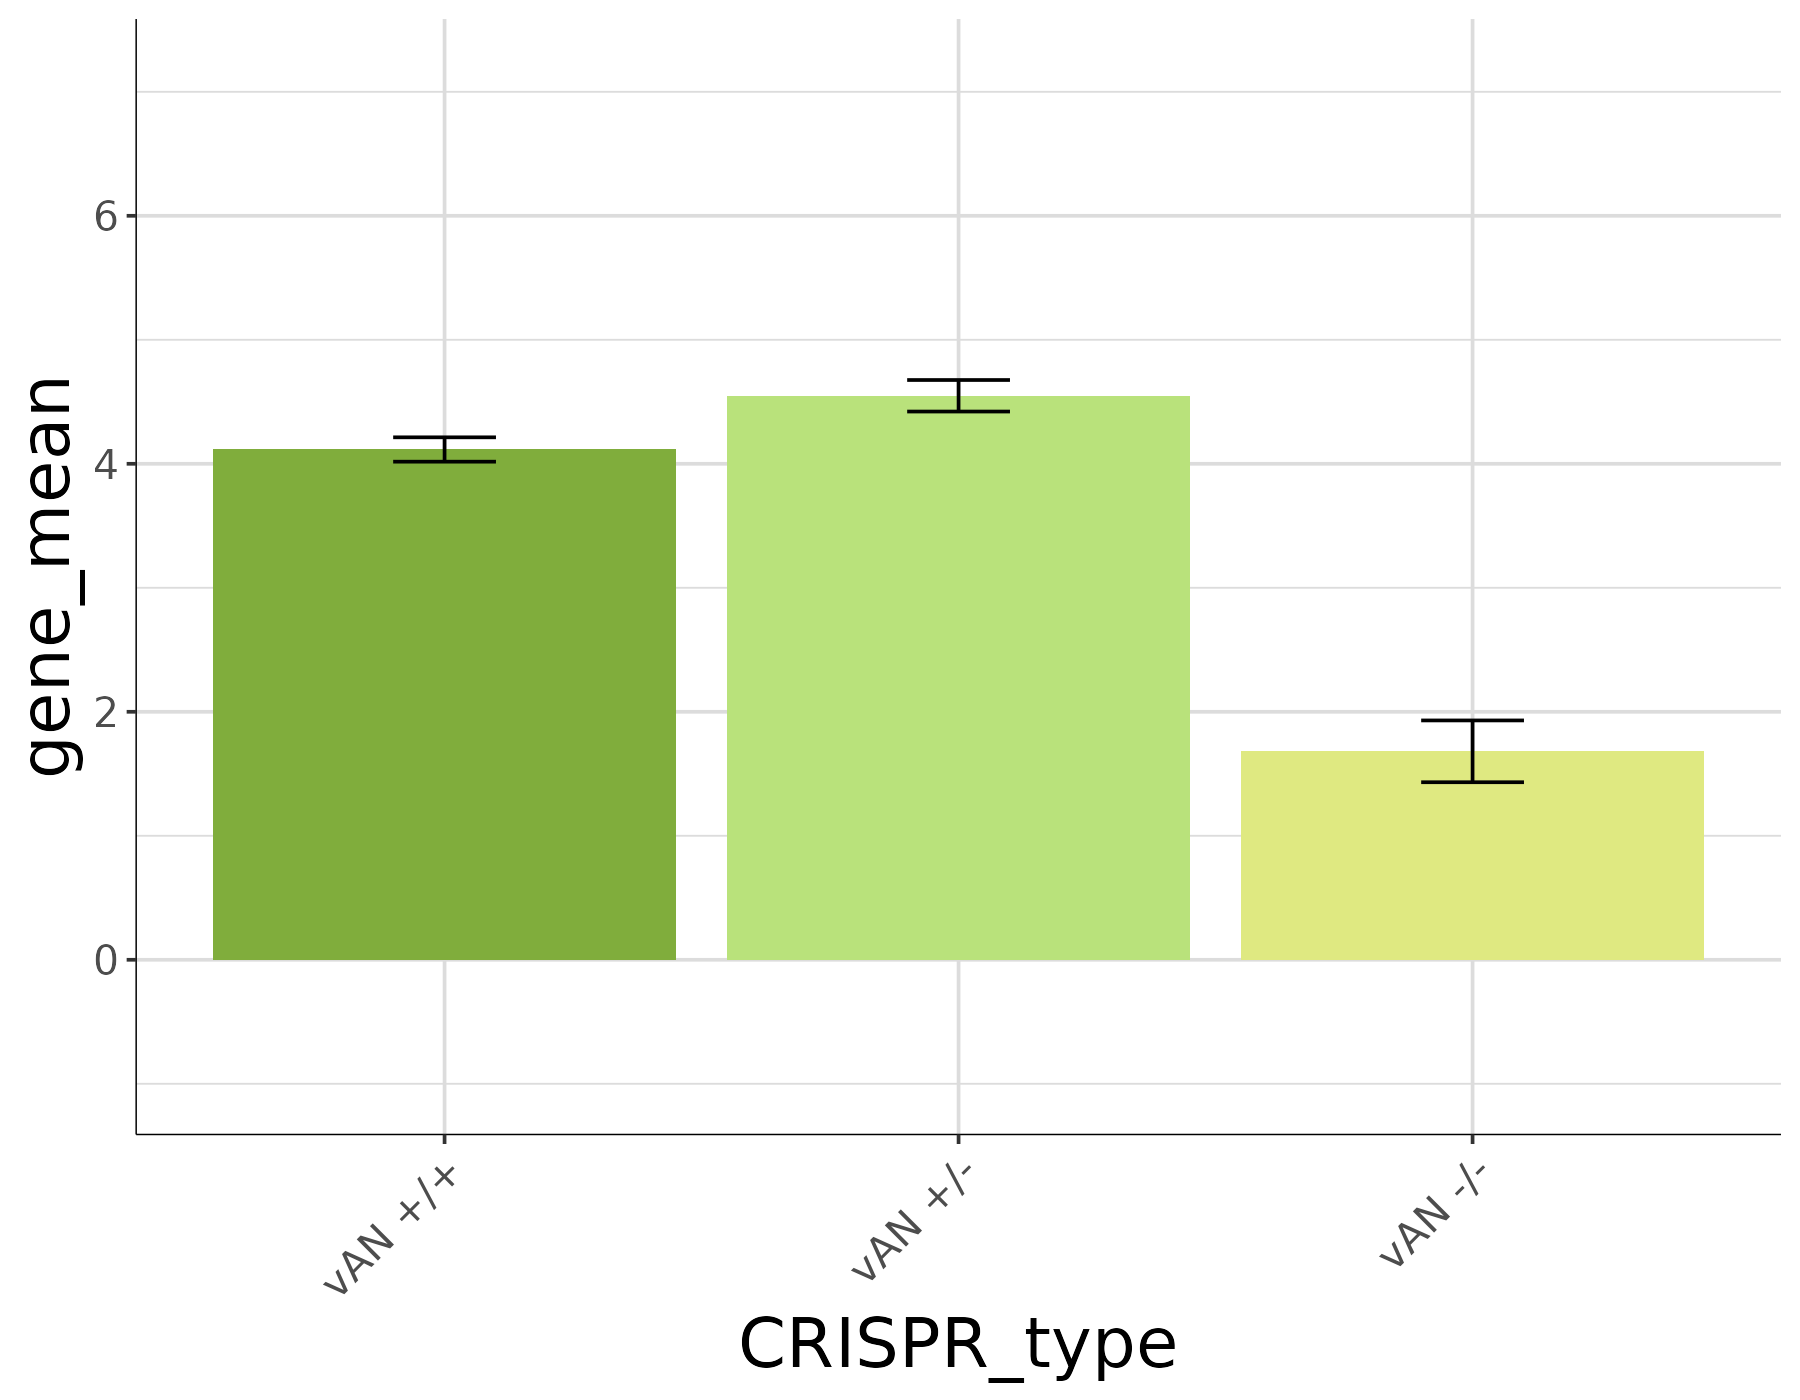 gene_mean
6
4
2
0
vAN +/+
vAN +/-
vAN -/-
CRISPR_type